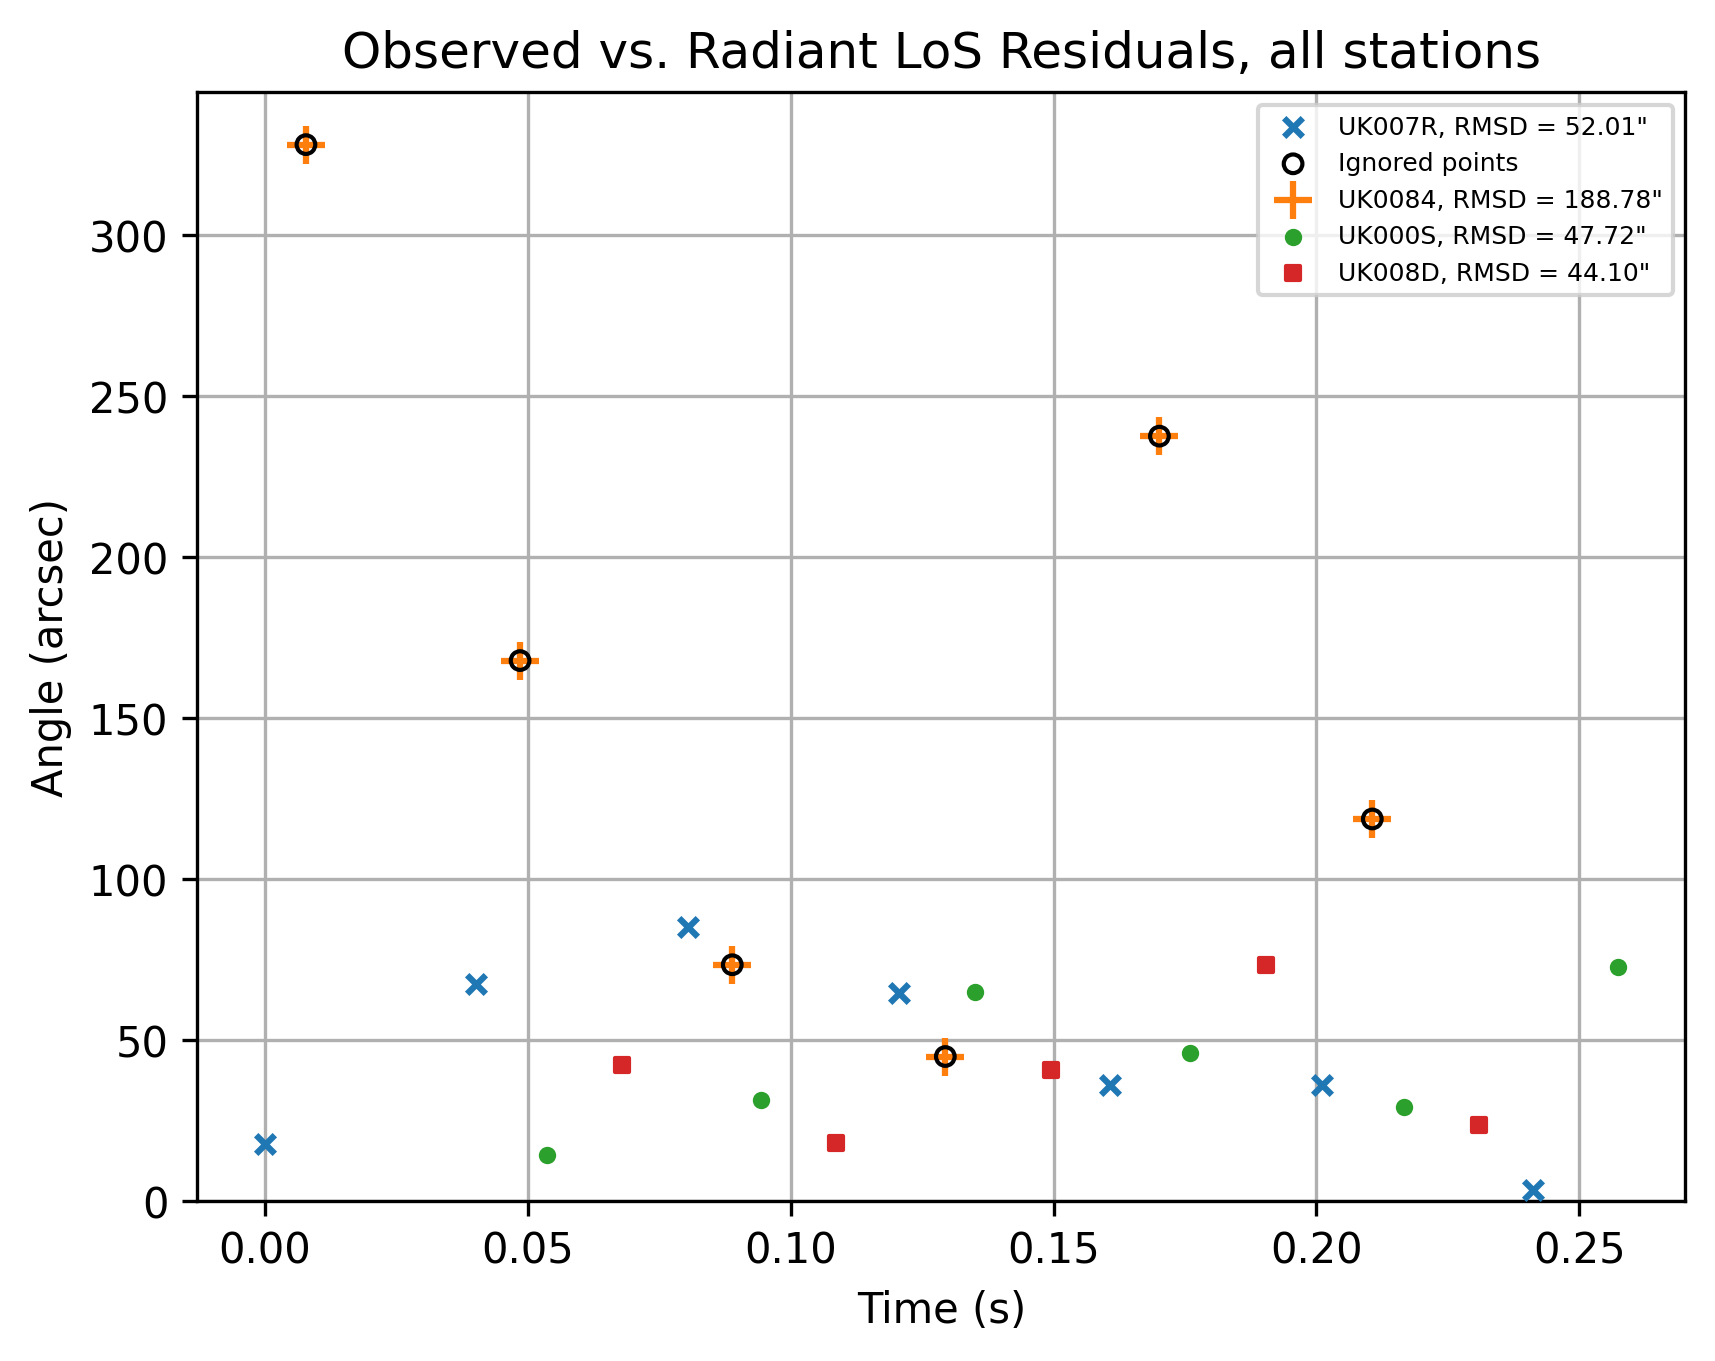 Observed vs. Radiant LoS Residuals, all stations
UK007R, RMSD = 52.01"
Ignored points
UK0084, RMSD = 188.78"
UK000S, RMSD = 47.72"
UK008D, RMSD = 44.10"
Angle (arcsec)
300
250
200
150
100
50
0
0.00 0.05 0.10 0.15 0.20 0.25
Time (s)